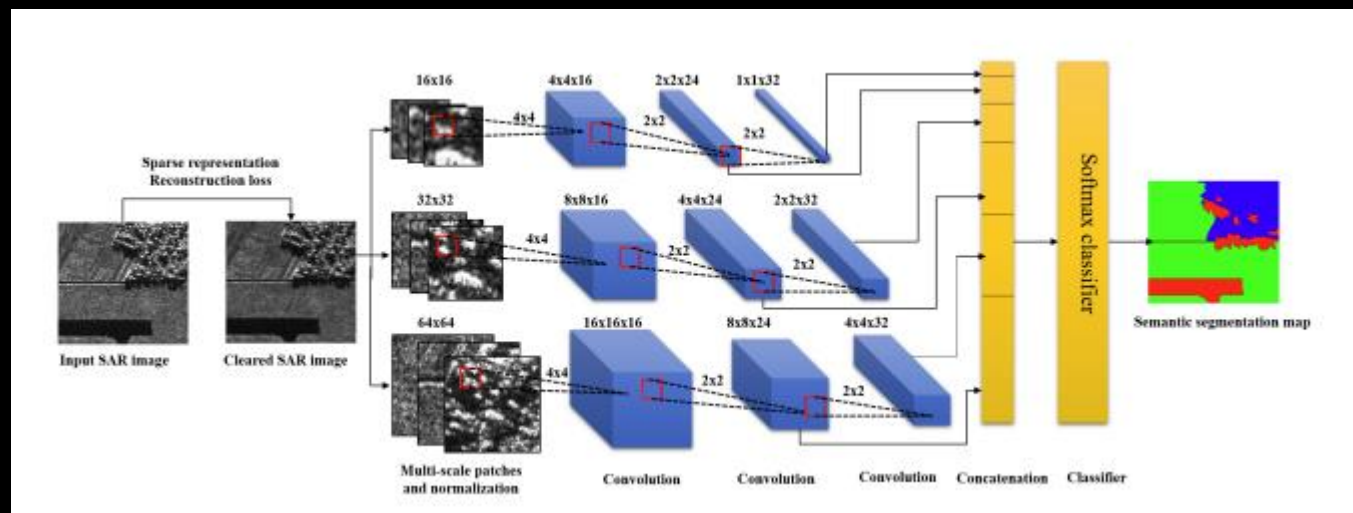 16x16
4x4x16
2x2x24
1x1x32
4x4
2x2
2x2
Sparse representation
Reconstruction loss
32x32
8x8x16
4x4x24
2x2x32
4x4
2x2
2x2
Input SAR image
Cleared SAR image
64x64
16x16x16
8x8x24
4x4x32
4x4
2x2
2x2
Multi-scale patches
and normalization
Convolution
Convolution
Convolution
Concatenation
Classifier
Softmax classifier
Semantic segmentation map